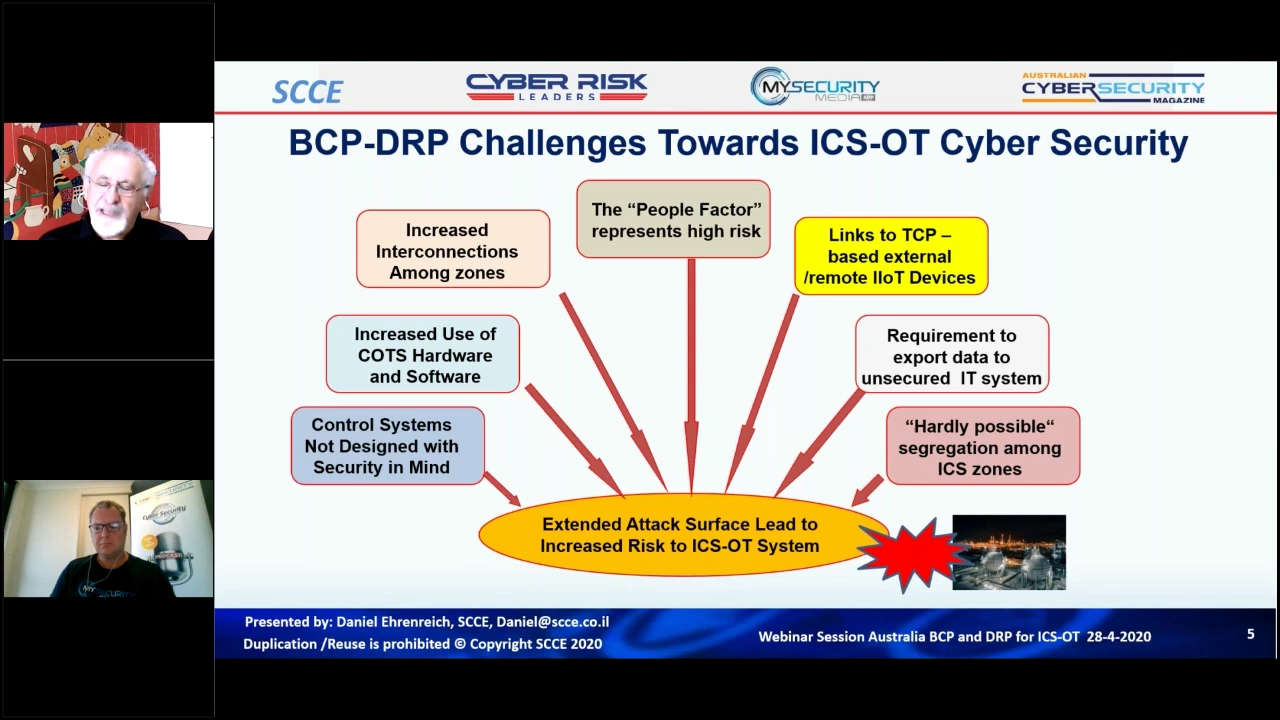 SCCE
CYBER RISK
LEADERS
MYSECURITY
MEDIA
AUSTRALIAN
CYBERSECURITY
MAGAZINE
BCP-DRP Challenges Towards ICS-OT Cyber Security
The “People Factor”
represents high risk
Increased
Interconnections
Among zones
Links to TCP –
based external
/remote IIoT Devices
Increased Use of
COTS Hardware
and Software
Requirement to
export data to
unsecured IT system
Control Systems
Not Designed with
Security in Mind
“Hardly possible“
segregation among
ICS zones
Extended Attack Surface Lead to
Increased Risk to ICS-OT System
Cyber Security
Presented by: Daniel Ehrenreich, SCCE, Daniel@scce.co.il
Duplication /Reuse is prohibited © Copyright SCCE 2020
Webinar Session Australia BCP and DRP for ICS-OT 28-4-2020
5